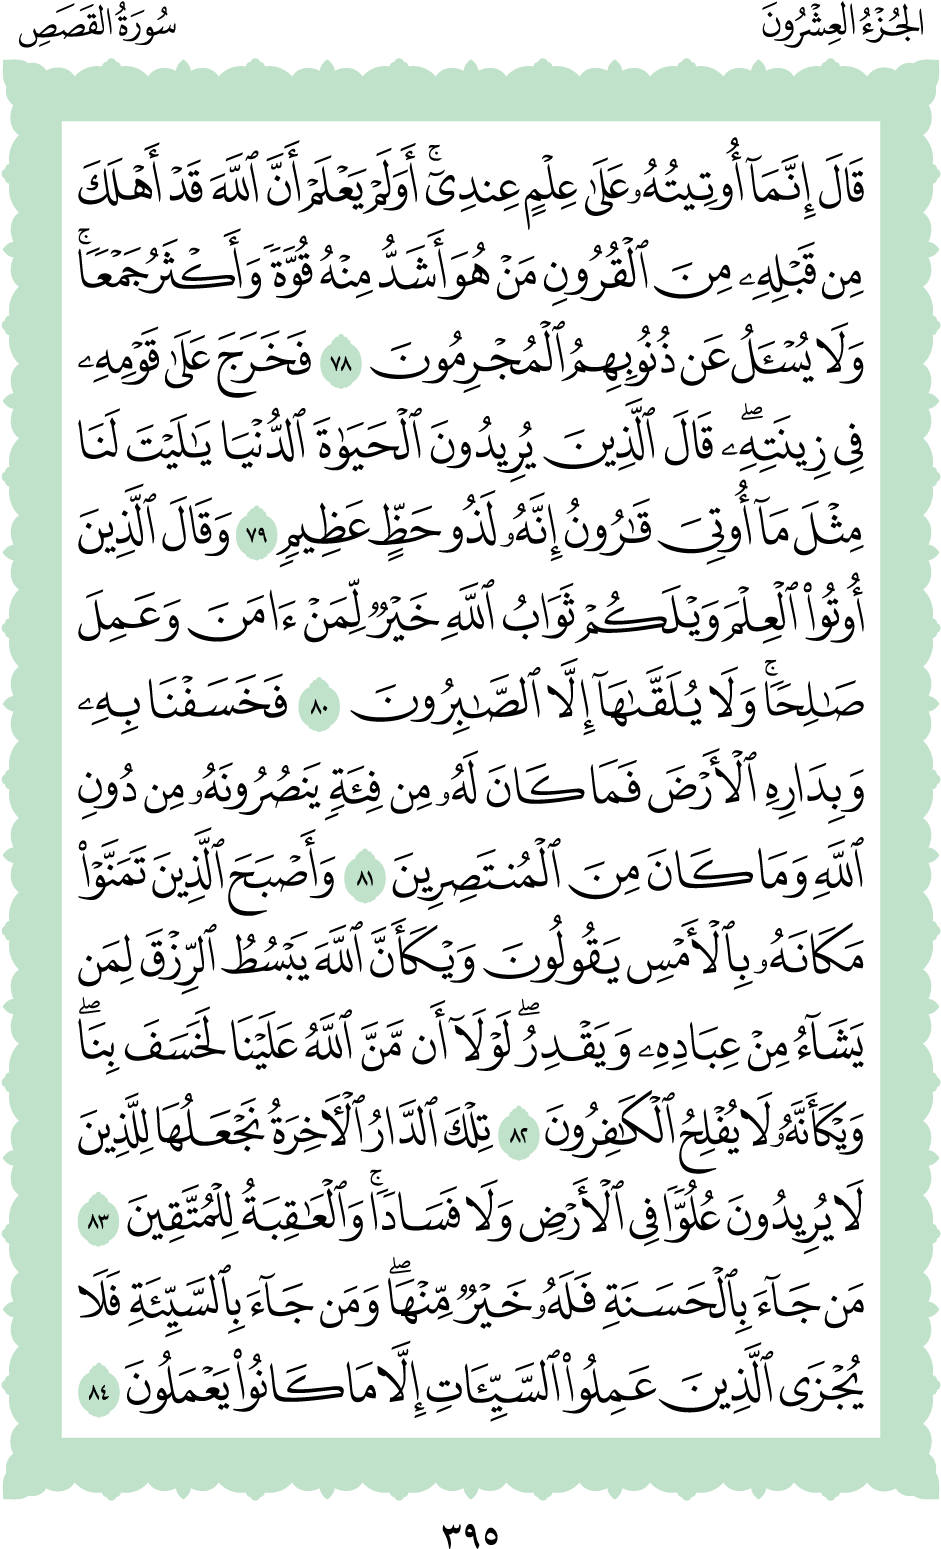 الجُزْءُ العِشْرُونَ
سُورَةُ القَصَصِ
قَالَ إِنَّمَآ أُوتِيتُهُۥ عَلَىٰ عِلْمٍ عِندِىٓۚ أَوَلَمْ يَعْلَمْ أَنَّ ٱللَّهَ قَدْ أَهْلَكَ
مِن قَبْلِهِۦ مِنَ ٱلْقُرُونِ مَنْ هُوَ أَشَدُّ مِنْهُ قُوَّةً وَأَكْثَرُ جَمْعًاۚ
وَلَا يُسْـَٔلُ عَن ذُنُوبِهِمُ ٱلْمُجْرِمُونَ ٧٨ فَخَرَجَ عَلَىٰ قَوْمِهِۦ
فِى زِينَتِهِۦۖ قَالَ ٱلَّذِينَ يُرِيدُونَ ٱلْحَيَوٰةَ ٱلدُّنْيَا يَٰلَيْتَ لَنَا
مِثْلَ مَآ أُوتِىَ قَٰرُونُ إِنَّهُۥ لَذُو حَظٍّ عَظِيمٍ ٧٩ وَقَالَ ٱلَّذِينَ
أُوتُوا۟ ٱلْعِلْمَ وَيْلَكُمْ ثَوَابُ ٱللَّهِ خَيْرٌ لِّمَنْ ءَامَنَ وَعَمِلَ
صَٰلِحًاۚ وَلَا يُلَقَّىٰهَآ إِلَّا ٱلصَّٰبِرُونَ ٨٠ فَخَسَفْنَا بِهِۦ
وَبِدَارِهِ ٱلْأَرْضَ فَمَا كَانَ لَهُۥ مِن فِئَةٍ يَنصُرُونَهُۥ مِن دُونِ
ٱللَّهِ وَمَا كَانَ مِنَ ٱلْمُنتَصِرِينَ ٨١ وَأَصْبَحَ ٱلَّذِينَ تَمَنَّوْا۟
مَكَانَهُۥ بِٱلْأَمْسِ يَقُولُونَ وَيْكَأَنَّ ٱللَّهَ يَبْسُطُ ٱلرِّزْقَ لِمَن
يَشَآءُ مِنْ عِبَادِهِۦ وَيَقْدِرُۖ لَوْلَآ أَن مَّنَّ ٱللَّهُ عَلَيْنَا لَخَسَفَ بِنَاۖ
وَيْكَأَنَّهُۥ لَا يُفْلِحُ ٱلْكَٰفِرُونَ ٨٢ تِلْكَ ٱلدَّارُ ٱلْـَٔاخِرَةُ نَجْعَلُهَا لِلَّذِينَ
لَا يُرِيدُونَ عُلُوًّا فِى ٱلْأَرْضِ وَلَا فَسَادًاۚ وَٱلْعَٰقِبَةُ لِلْمُتَّقِينَ ٨٣
مَن جَآءَ بِٱلْحَسَنَةِ فَلَهُۥ خَيْرٌ مِّنْهَاۖ وَمَن جَآءَ بِٱلسَّيِّئَةِ فَلَا
يُجْزَى ٱلَّذِينَ عَمِلُوا۟ ٱلسَّيِّـَٔاتِ إِلَّا مَا كَانُوا۟ يَعْمَلُونَ ٨٤
٣٩٥